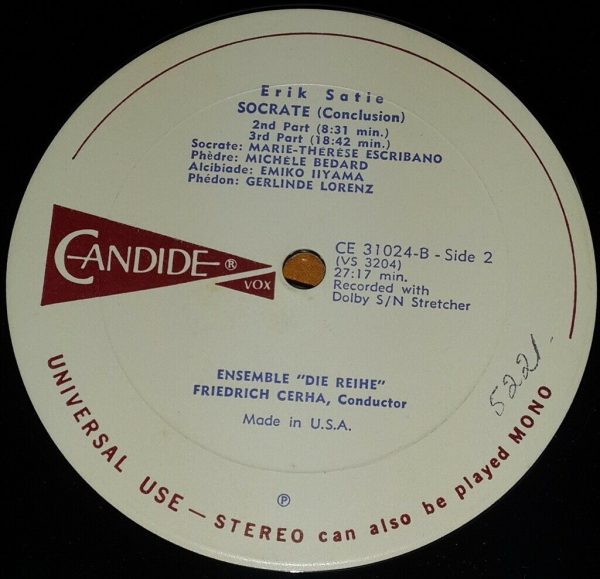 Erik Satie
SOCRATE (Conclusion)
2nd Part (8:31 min.)
3rd Part (18:42 min.)
Socrate: MARIE-THÉRÈSE ESCRIBANO
Phèdre: MICHÈLE BEDARD
Alcibiade: EMIKO IIYAMA
Phédon: GERLINDE LORENZ
CANDIDE ®
VOX
CE 31024-B - Side 2
(VS 3204)
27:17 min.
Recorded with
Dolby S/N Stretcher
ENSEMBLE "DIE REIHE"
FRIEDRICH CERHA, Conductor
Made in U.S.A.
5221.
℗
UNIVERSAL USE — STEREO can also be played MONO